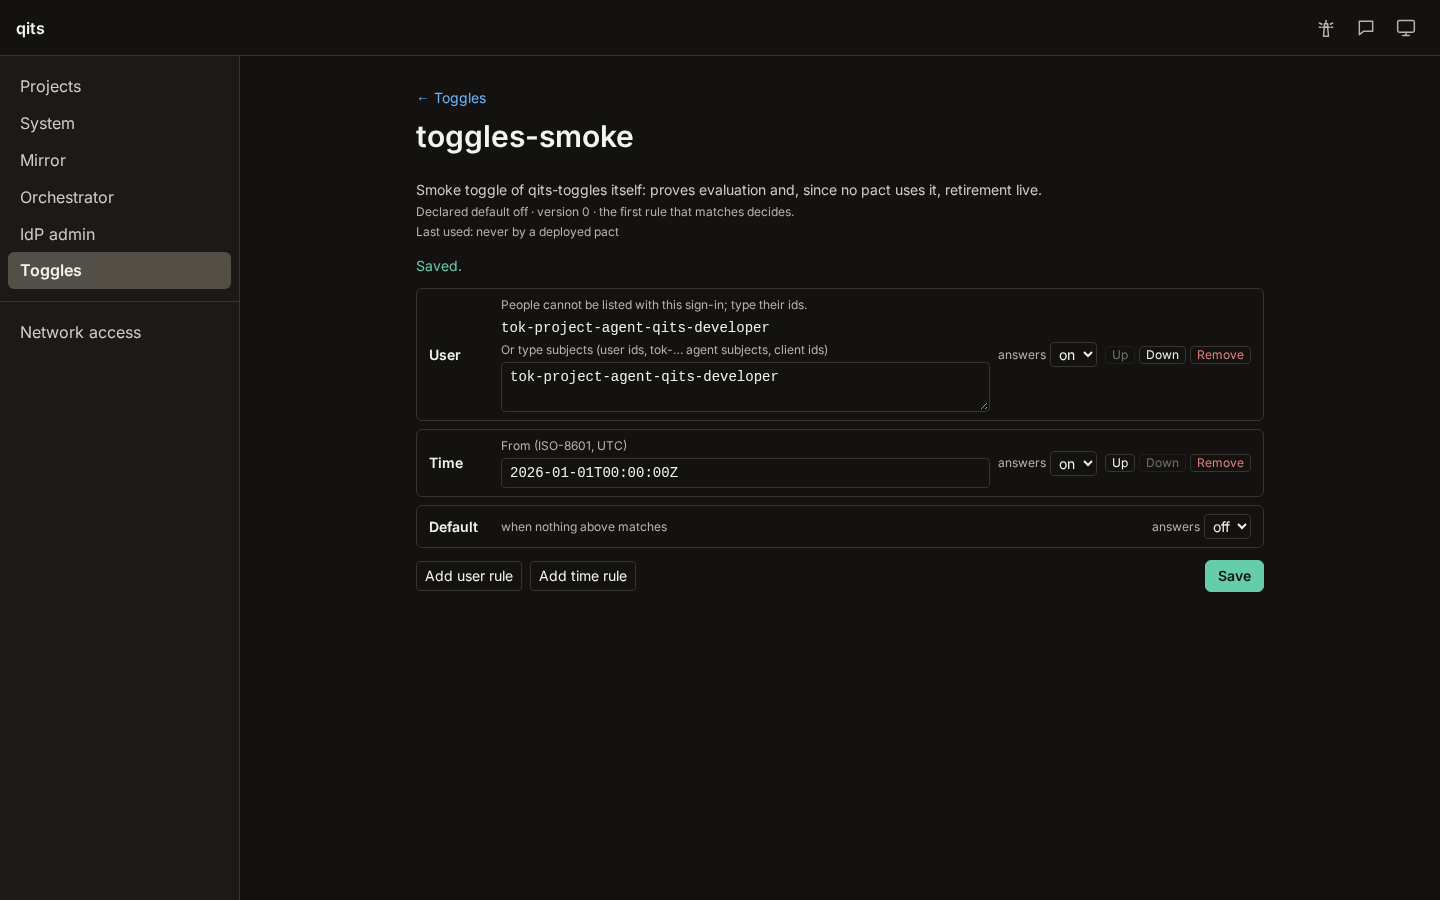 qits
Projects
System
Mirror
Orchestrator
IdP admin
Toggles
Network access
← Toggles
toggles-smoke
Smoke toggle of qits-toggles itself: proves evaluation and, since no pact uses it, retirement live.
Declared default off · version 0 · the first rule that matches decides.
Last used: never by a deployed pact
Saved.
People cannot be listed with this sign-in; type their ids.
tok-project-agent-qits-developer
User
Or type subjects (user ids, tok-… agent subjects, client ids)
tok-project-agent-qits-developer
answers on Up Down Remove
From (ISO-8601, UTC)
Time
2026-01-01T00:00:00Z
answers on Up Down Remove
Default when nothing above matches answers off
Add user rule Add time rule Save